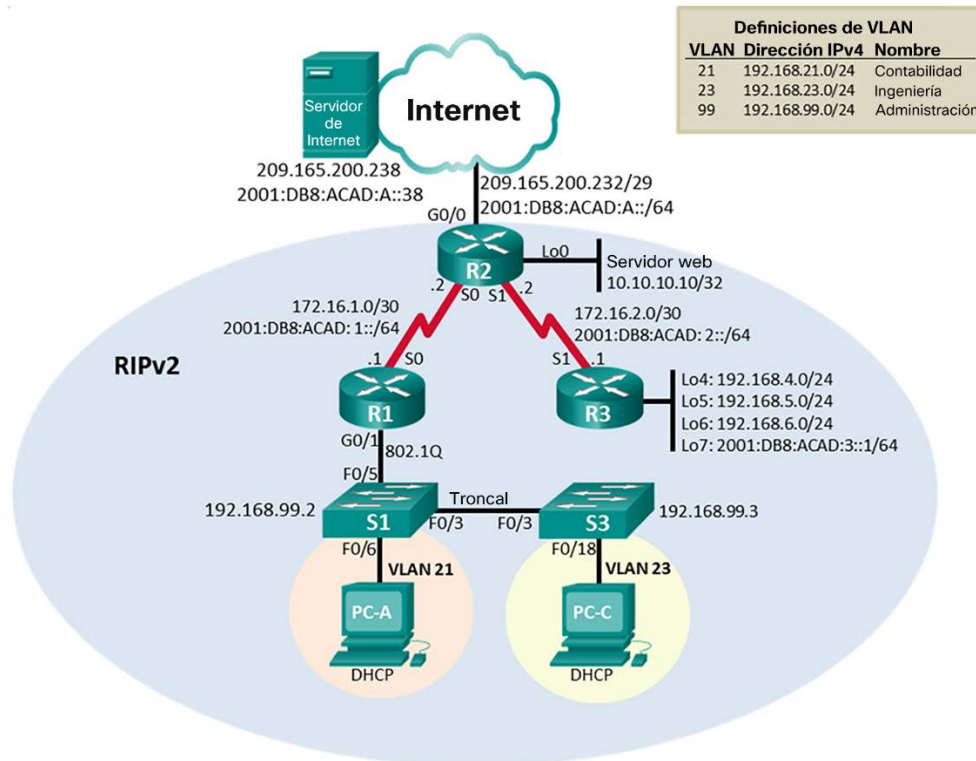 Definiciones de VLAN
VLAN Dirección IPv4 Nombre
21 192.168.21.0/24 Contabilidad
23 192.168.23.0/24 Ingeniería
99 192.168.99.0/24 Administración
Servidor
de
Internet
Internet
209.165.200.238
2001:DB8:ACAD:A::38
209.165.200.232/29
2001:DB8:ACAD:A::/64
G0/0
R2
Lo0
Servidor web
10.10.10.10/32
.2
S0
S1
.2
172.16.1.0/30
2001:DB8:ACAD: 1::/64
172.16.2.0/30
2001:DB8:ACAD: 2::/64
RIPv2
.1
S0
S1
.1
R1
R3
Lo4: 192.168.4.0/24
Lo5: 192.168.5.0/24
Lo6: 192.168.6.0/24
Lo7: 2001:DB8:ACAD:3::1/64
G0/1
802.1Q
F0/5
192.168.99.2
S1
Troncal
F0/3
F0/3
S3
192.168.99.3
F0/6
VLAN 21
F0/18
VLAN 23
PC-A
DHCP
PC-C
DHCP